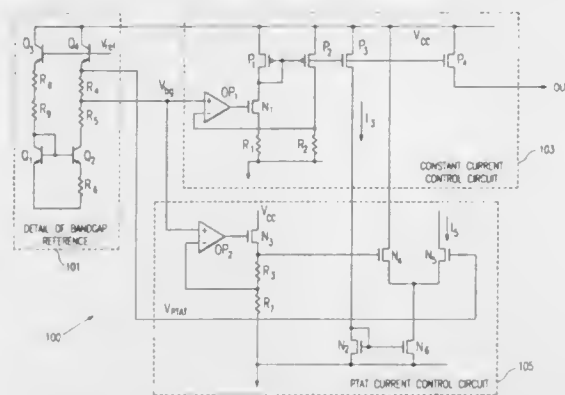 Q3
Q4
Vref
R8
R4
R9
R5
Q1
Q2
R6
DETAIL OF BANDGAP
REFERENCE
101
100
Vbg
VPTAT
VCC
P1
P2
P3
P4
OP1
+
−
N1
R1
R2
I3
OU
CONSTANT CURRENT
CONTROL CIRCUIT
103
VCC
OP2
+
−
N3
R3
R7
N4
N5
I5
N2
N6
PTAT CURRENT CONTROL CIRCUIT
105